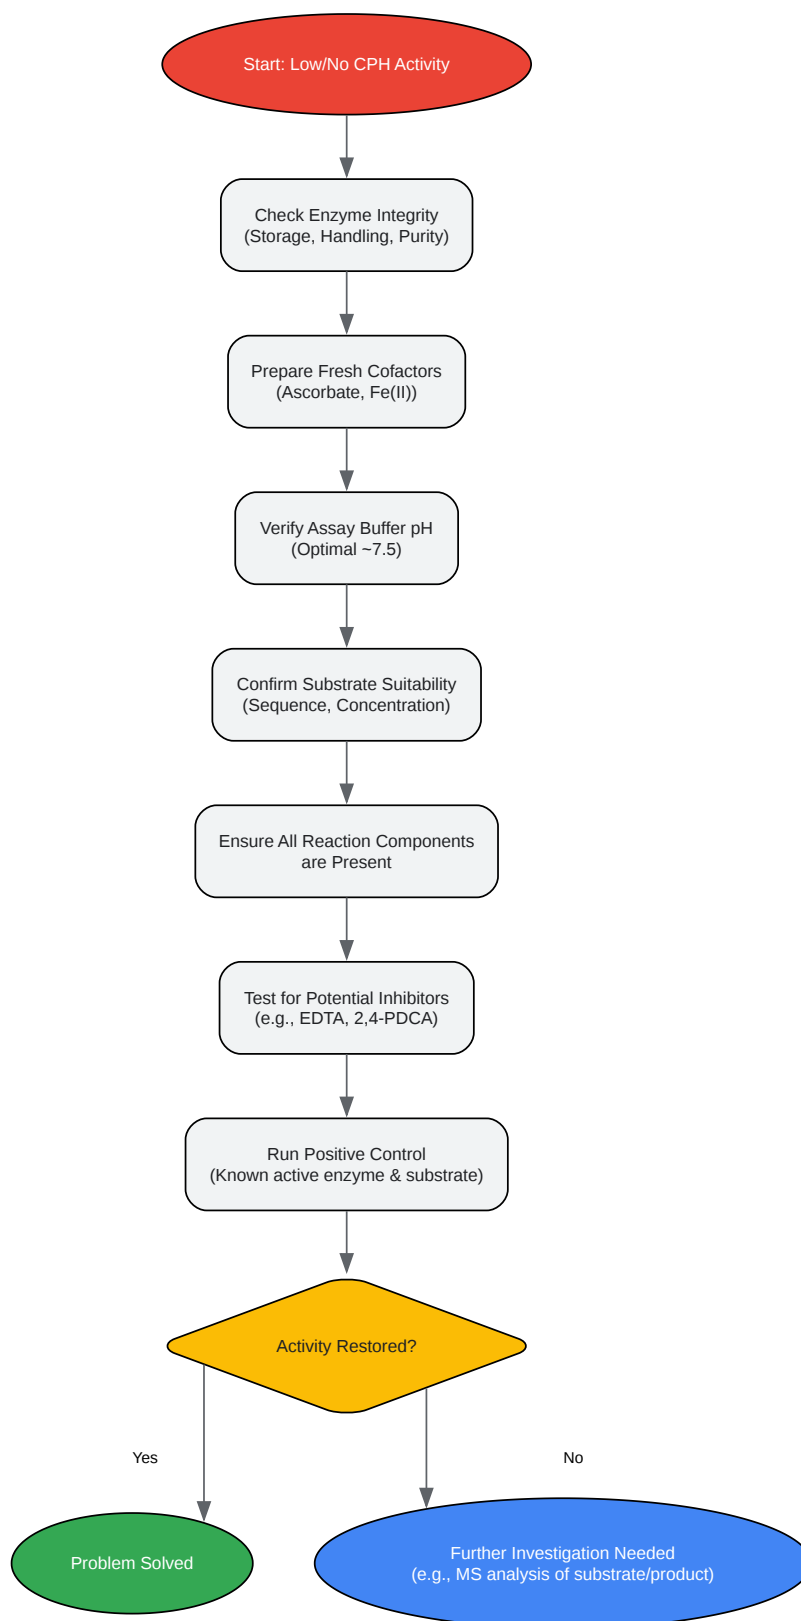 Start: Low/No CPH Activity
Check Enzyme Integrity
(Storage, Handling, Purity)
Prepare Fresh Cofactors
(Ascorbate, Fe(II))
Verify Assay Buffer pH
(Optimal ~7.5)
Confirm Substrate Suitability
(Sequence, Concentration)
Ensure All Reaction Components
are Present
Test for Potential Inhibitors
(e.g., EDTA, 2,4-PDCA)
Run Positive Control
(Known active enzyme & substrate)
Activity Restored?
Yes
No
Problem Solved
Further Investigation Needed
(e.g., MS analysis of substrate/product)